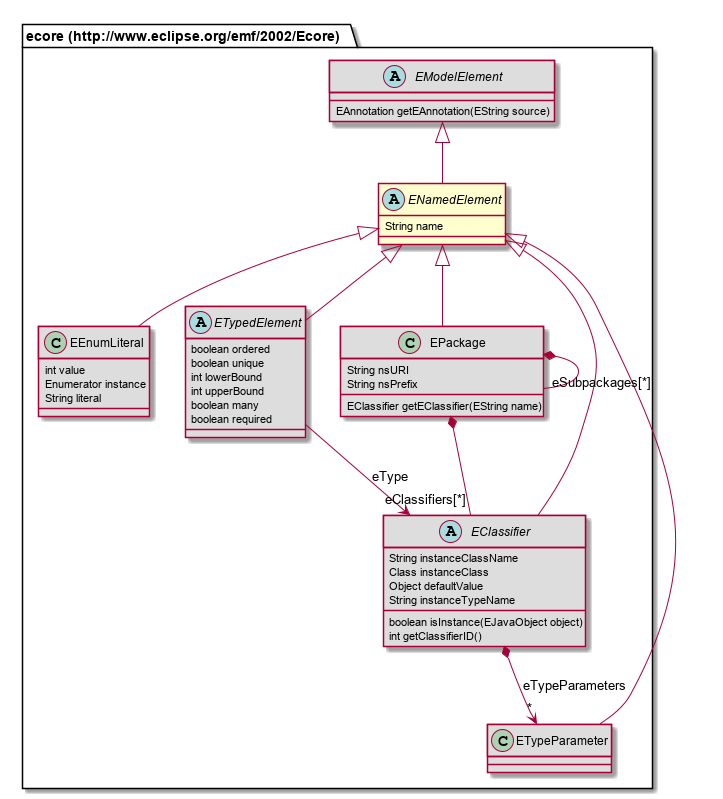 ecore (http://www.eclipse.org/emf/2002/Ecore)
A EModelElement
EAnnotation getEAnnotation(EString source)
A ENamedElement
String name
C EEnumLiteral
int value
Enumerator instance
String literal
A ETypedElement
boolean ordered
boolean unique
int lowerBound
int upperBound
boolean many
boolean required
C EPackage
String nsURI
String nsPrefix
EClassifier getEClassifier(EString name)
eSubpackages[*]
eType
eClassifiers[*]
A EClassifier
String instanceClassName
Class instanceClass
Object defaultValue
String instanceTypeName
boolean isInstance(EJavaObject object)
int getClassifierID()
eTypeParameters
*
C ETypeParameter